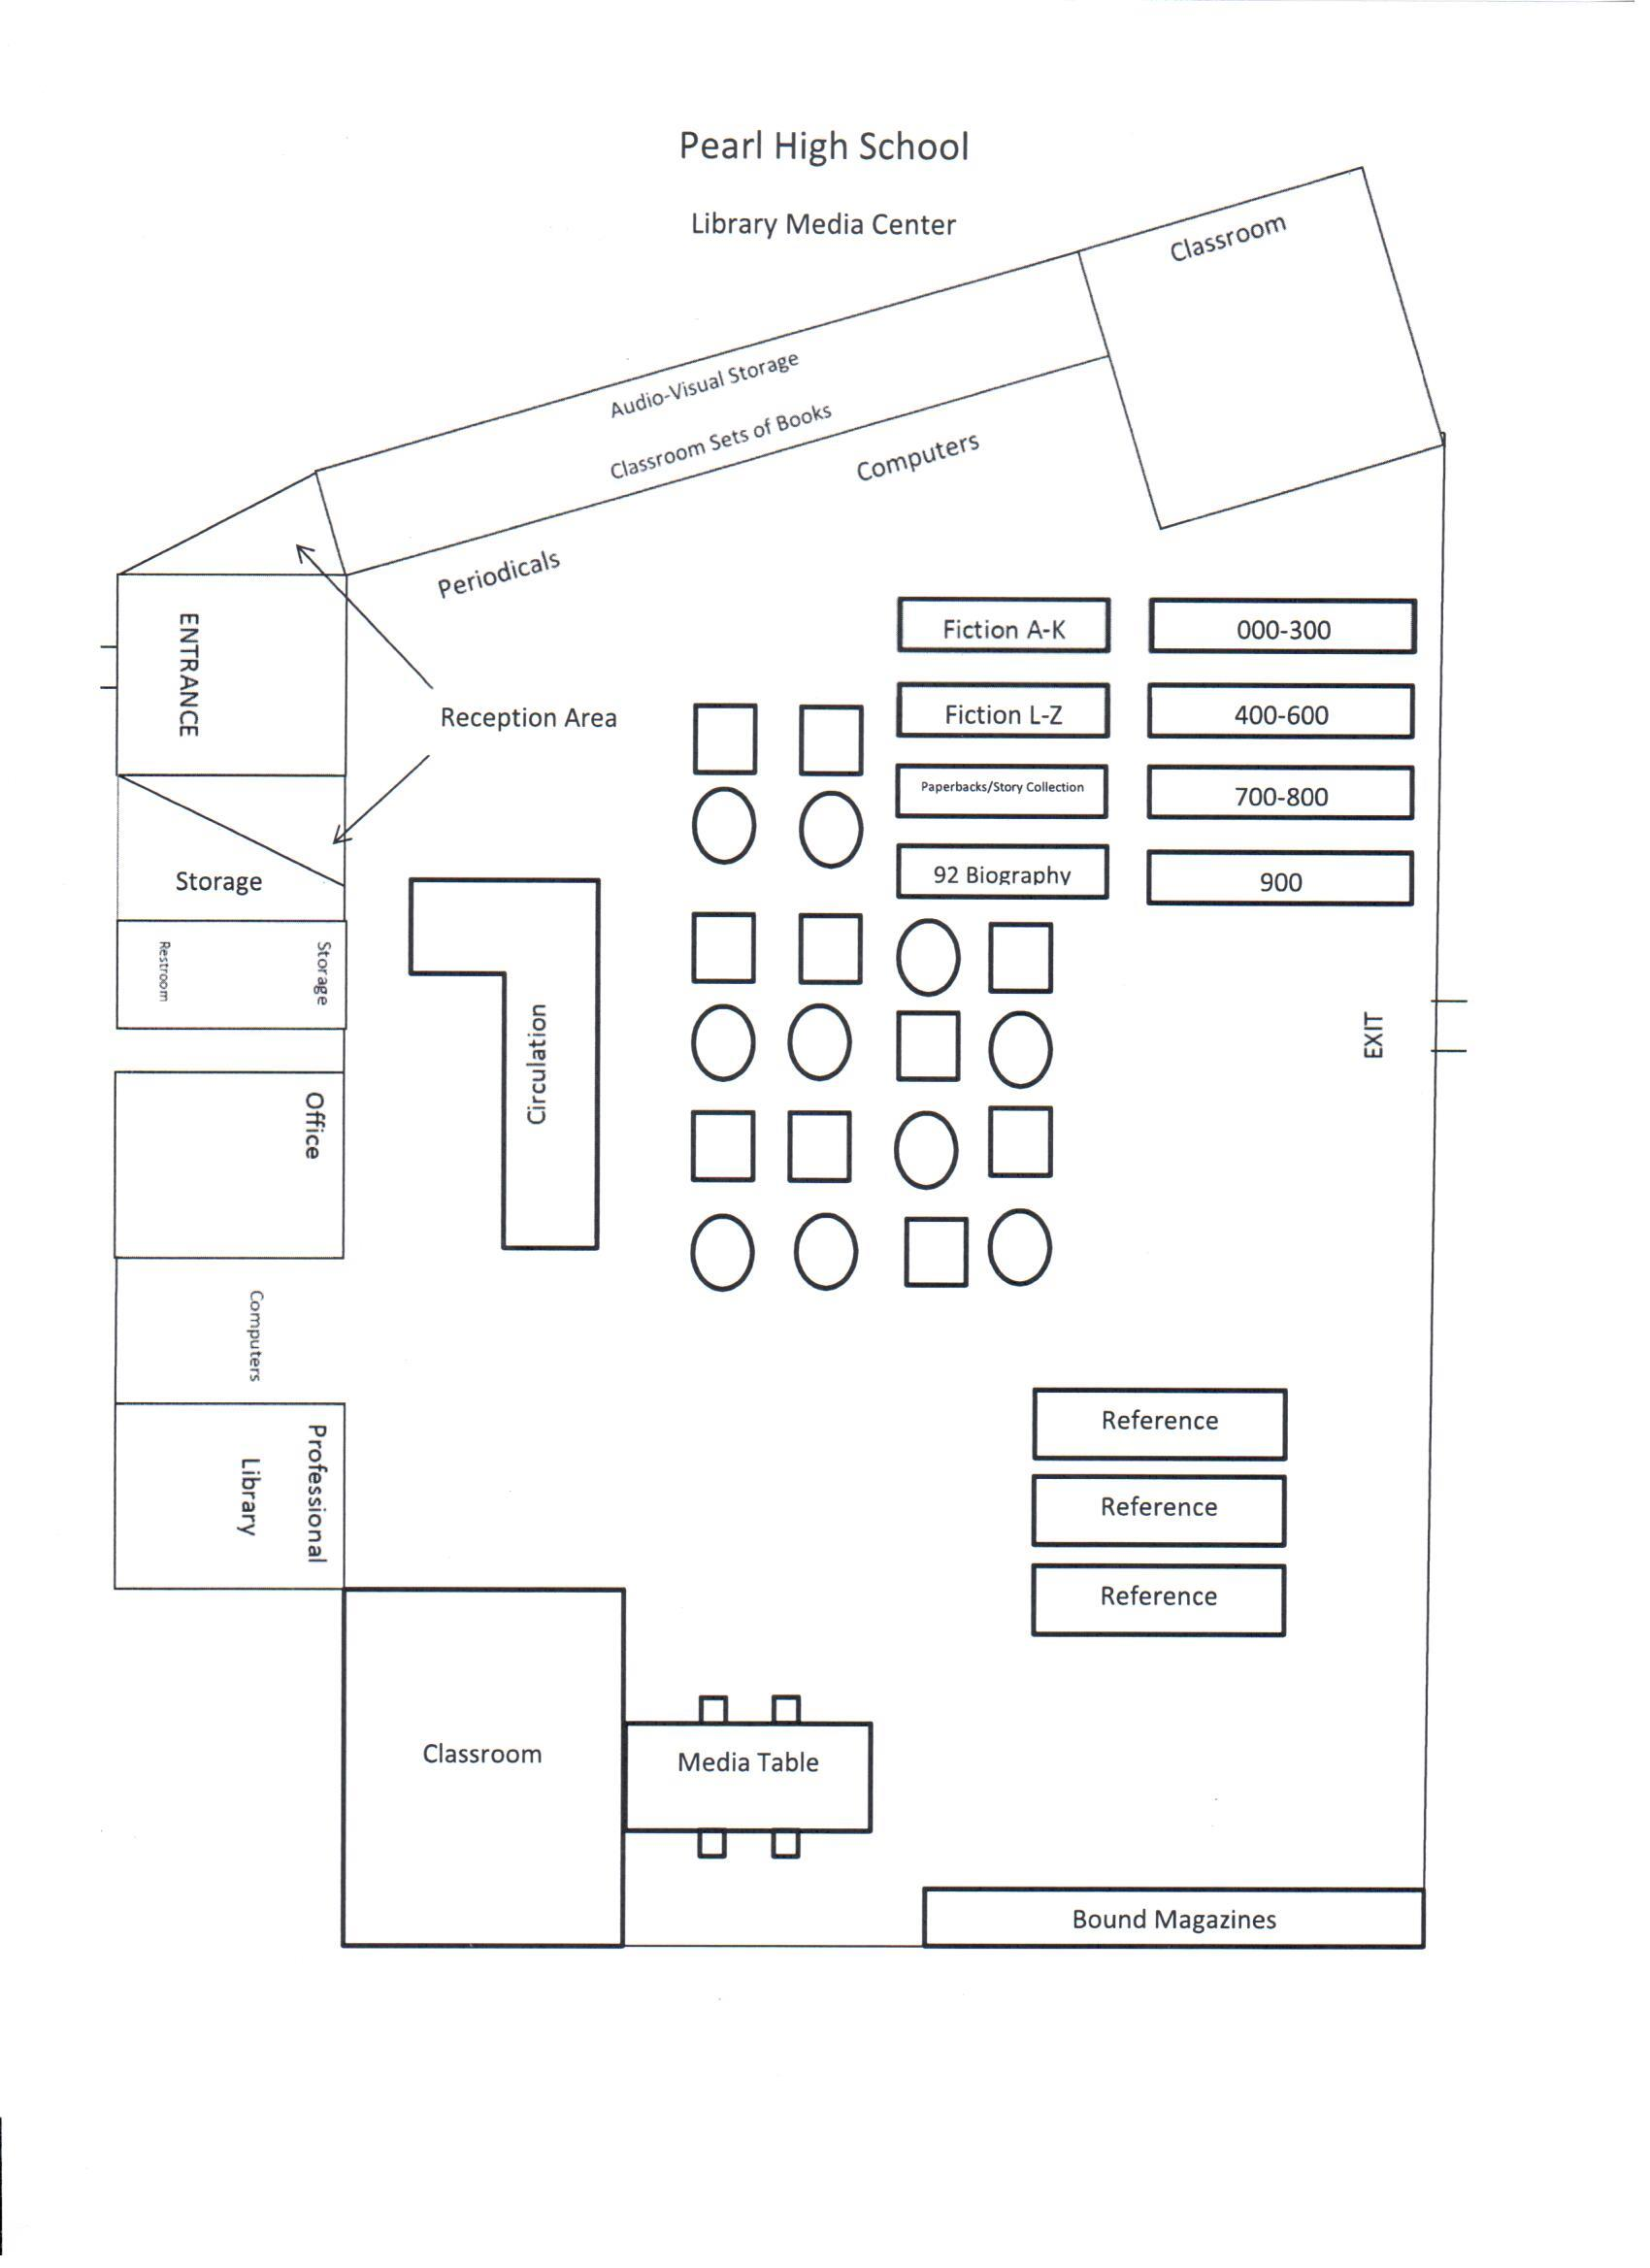 Pearl High School
Library Media Center
Classroom
Audio-Visual Storage
Classroom Sets of Books
Computers
Periodicals
ENTRANCE
Reception Area
Fiction A-K
000-300
Fiction L-Z
400-600
Paperbacks/Story Collection
700-800
92 Biography
900
Storage
Restroom
Storage
Circulation
EXIT
Office
Computers
Professional
Library
Reference
Reference
Reference
Classroom
Media Table
Bound Magazines